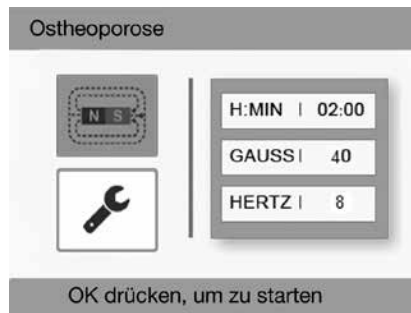 Ostheoporose
N S
H:MIN | 02:00
GAUSS | 40
HERTZ | 8
OK drücken, um zu starten